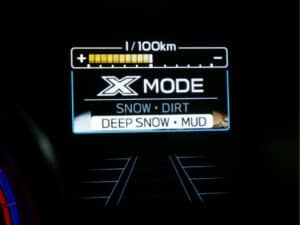 l/100km
+ −
X MODE
SNOW・DIRT
DEEP SNOW・MUD